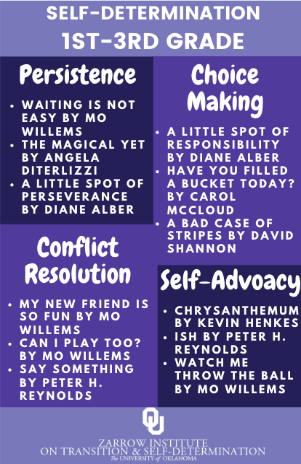 SELF-DETERMINATION
1ST-3RD GRADE
Persistence
• WAITING IS NOT
EASY BY MO
WILLEMS
• THE MAGICAL YET
BY ANGELA
DITERLIZZI
• A LITTLE SPOT OF
PERSEVERANCE
BY DIANE ALBER
Choice
Making
• A LITTLE SPOT OF
RESPONSIBILITY
BY DIANE ALBER
• HAVE YOU FILLED
A BUCKET TODAY?
BY CAROL
MCCLOUD
• A BAD CASE OF
STRIPES BY DAVID
SHANNON
Conflict
Resolution
• MY NEW FRIEND IS
SO FUN BY MO
WILLEMS
• CAN I PLAY TOO?
BY MO WILLEMS
• SAY SOMETHING
BY PETER H.
REYNOLDS
Self-Advoacy
• CHRYSANTHEMUM
BY KEVIN HENKES
• ISH BY PETER H.
REYNOLDS
• WATCH ME
THROW THE BALL
BY MO WILLEMS
OU
ZARROW INSTITUTE
ON TRANSITION & SELF-DETERMINATION
The UNIVERSITY of OKLAHOMA